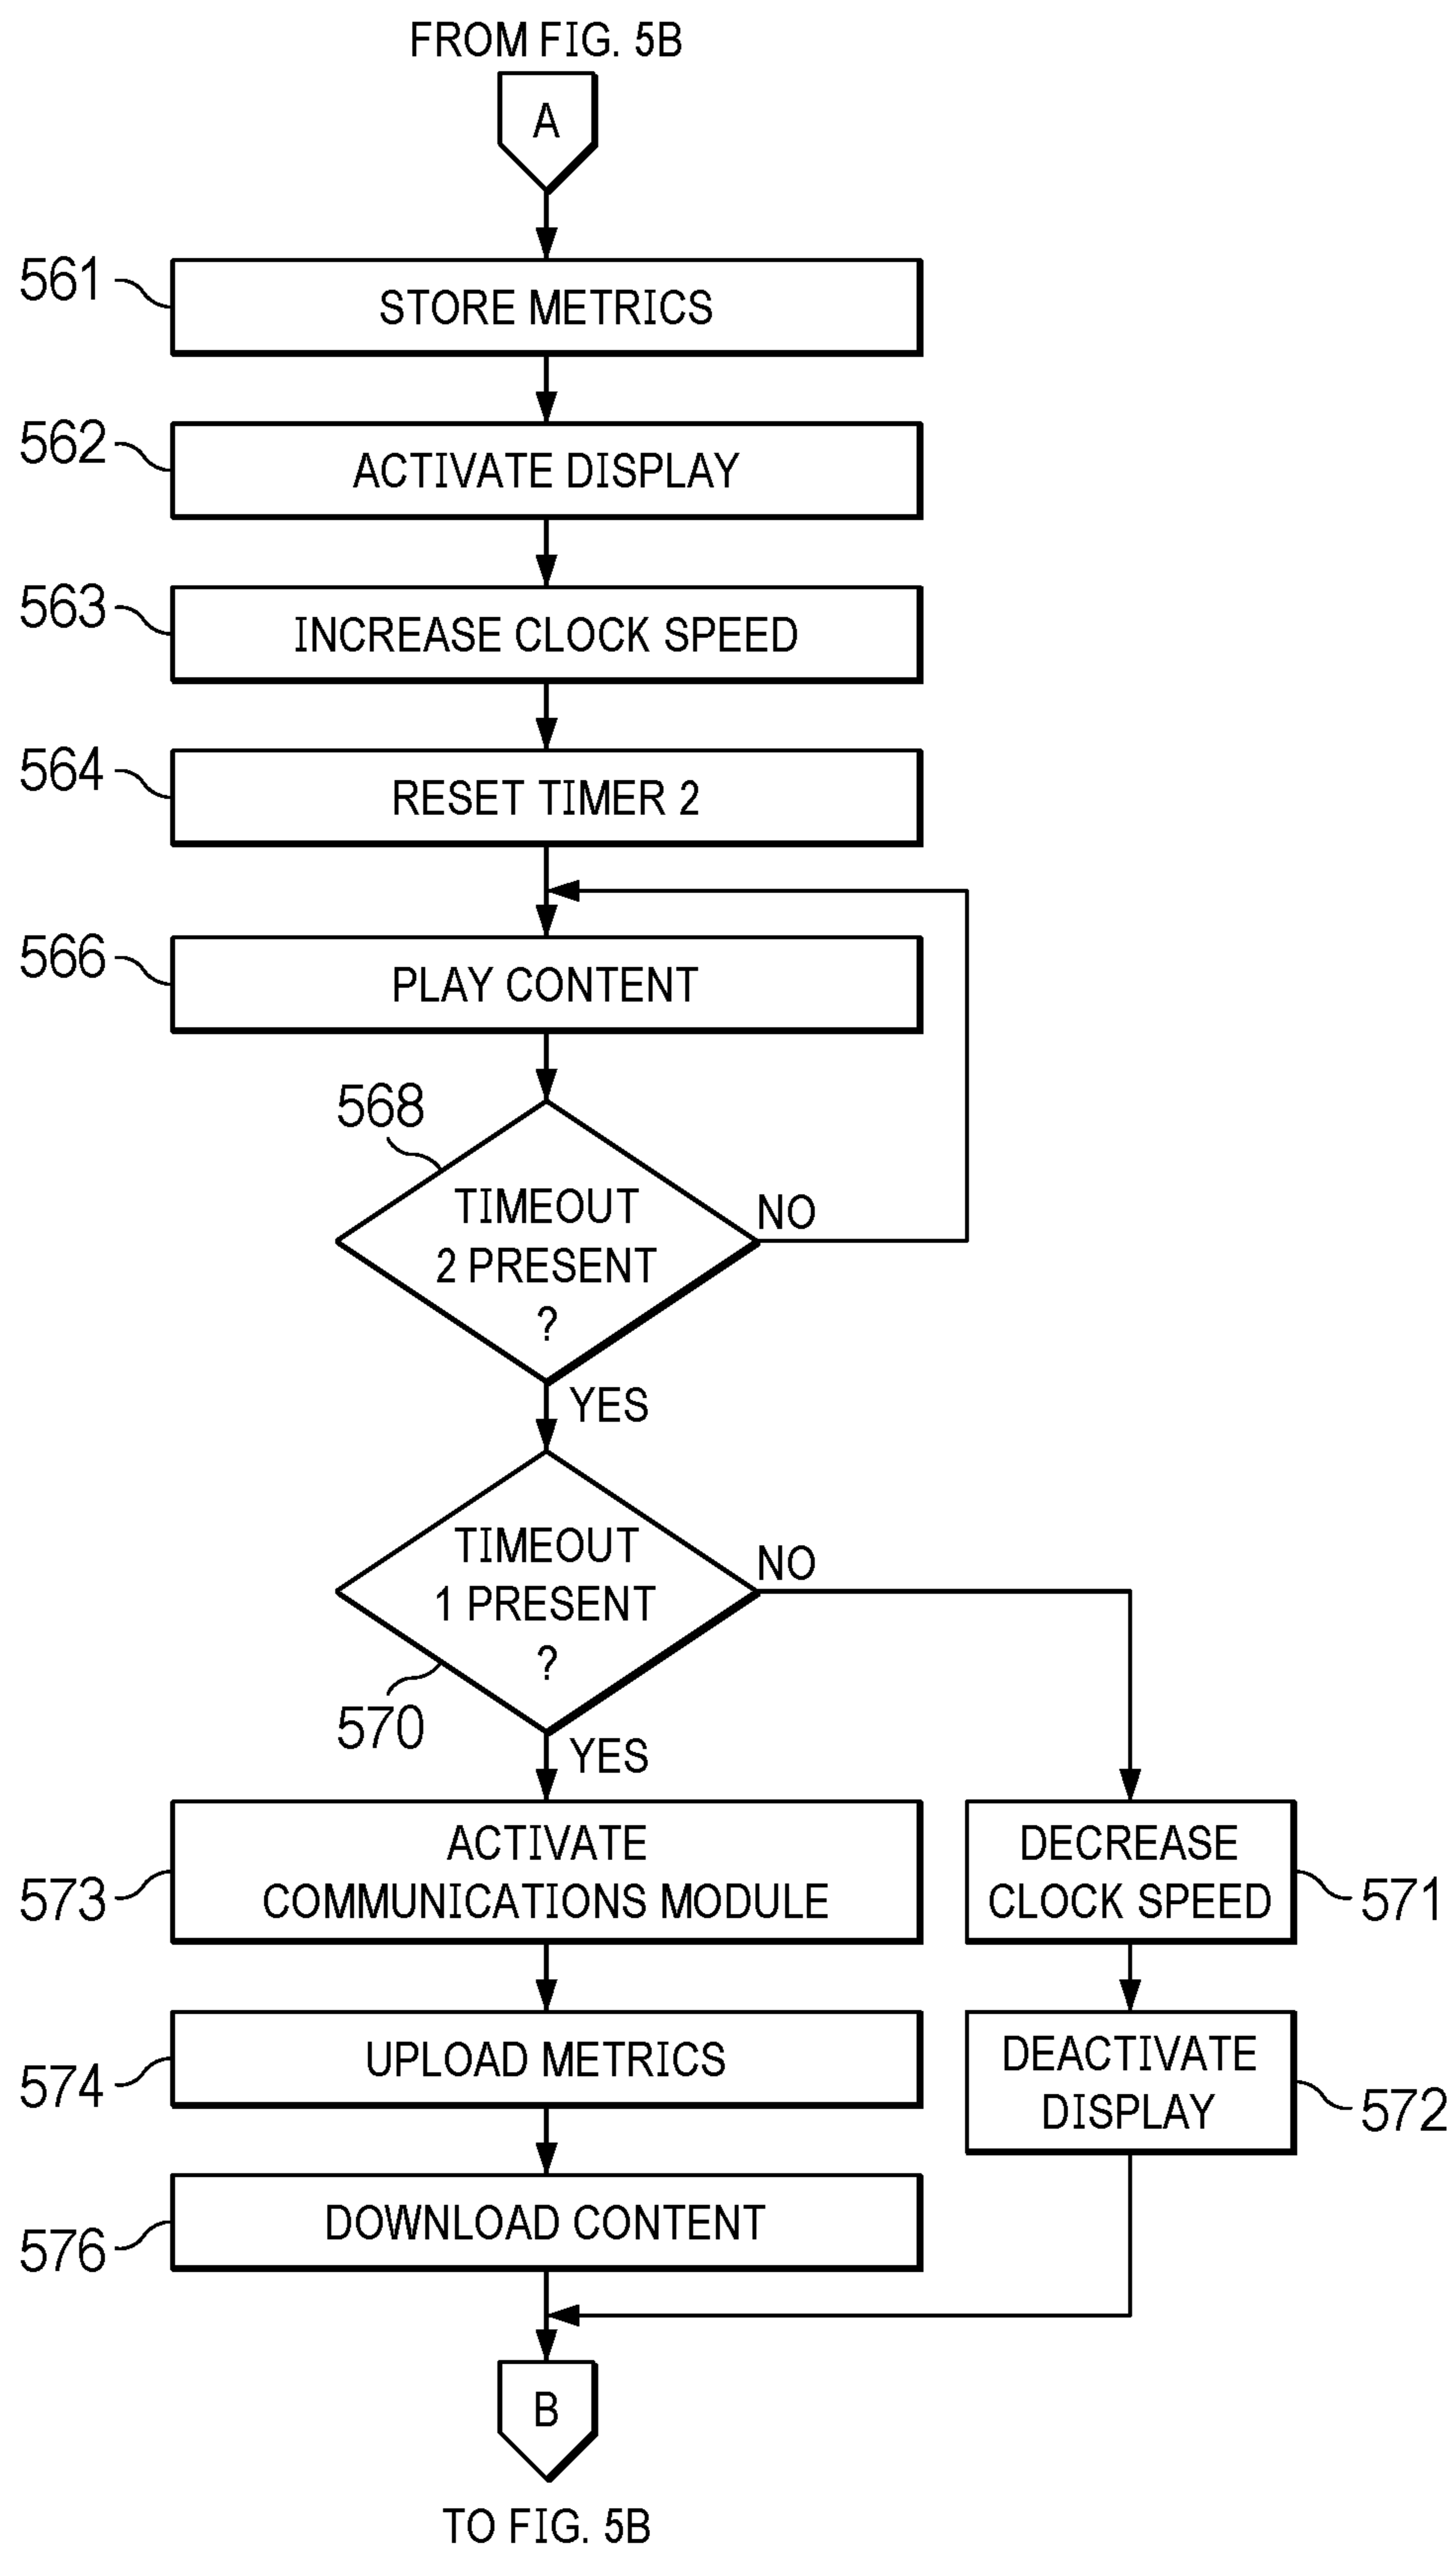 FROM FIG. 5B
A
561
STORE METRICS
562
ACTIVATE DISPLAY
563
INCREASE CLOCK SPEED
564
RESET TIMER 2
566
PLAY CONTENT
568
TIMEOUT
2 PRESENT
?
NO
YES
TIMEOUT
1 PRESENT
?
NO
570
YES
573
ACTIVATE
COMMUNICATIONS MODULE
DECREASE
CLOCK SPEED
571
574
UPLOAD METRICS
DEACTIVATE
DISPLAY
572
576
DOWNLOAD CONTENT
B
TO FIG. 5B